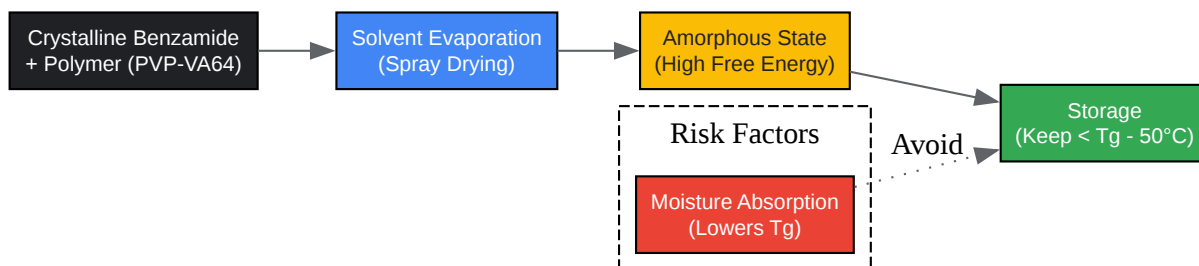 Crystalline Benzamide
+ Polymer (PVP-VA64)
Solvent Evaporation
(Spray Drying)
Amorphous State
(High Free Energy)
Storage
(Keep < Tg - 50°C)
Risk Factors
Avoid
Moisture Absorption
(Lowers Tg)